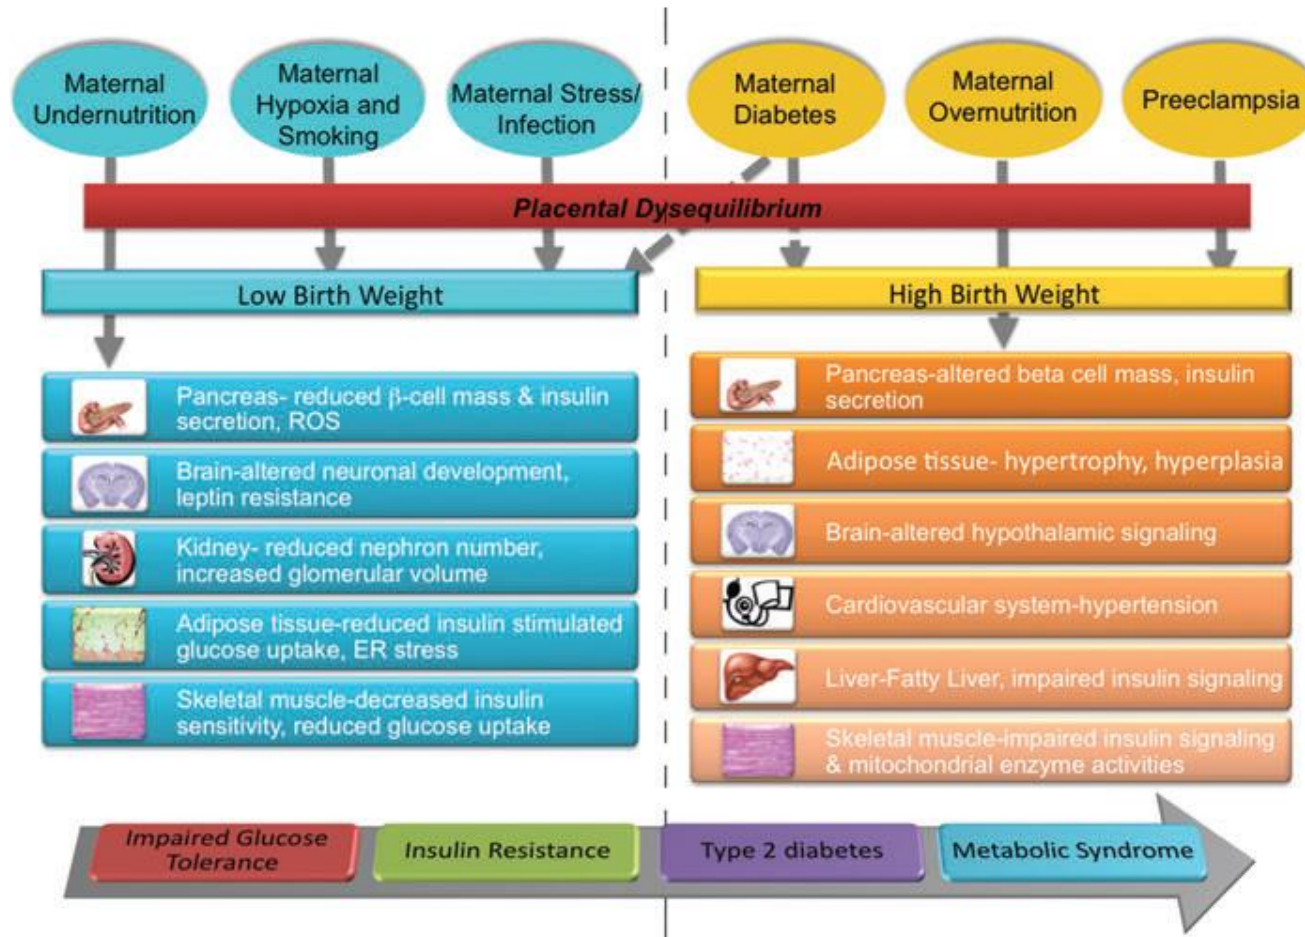 Maternal
Undernutrition
Maternal
Hypoxia and
Smoking
Maternal Stress/
Infection
Maternal
Diabetes
Maternal
Overnutrition
Preeclampsia
Placental Dysequilibrium
Low Birth Weight
High Birth Weight
Pancreas- reduced β-cell mass & insulin
secretion, ROS
Brain-altered neuronal development,
leptin resistance
Kidney- reduced nephron number,
increased glomerular volume
Adipose tissue-reduced insulin stimulated
glucose uptake, ER stress
Skeletal muscle-decreased insulin
sensitivity, reduced glucose uptake
Pancreas-altered beta cell mass, insulin
secretion
Adipose tissue- hypertrophy, hyperplasia
Brain-altered hypothalamic signaling
Cardiovascular system-hypertension
Liver-Fatty Liver, impaired insulin signaling
Skeletal muscle-impaired insulin signaling
& mitochondrial enzyme activities
Impaired Glucose
Tolerance
Insulin Resistance
Type 2 diabetes
Metabolic Syndrome